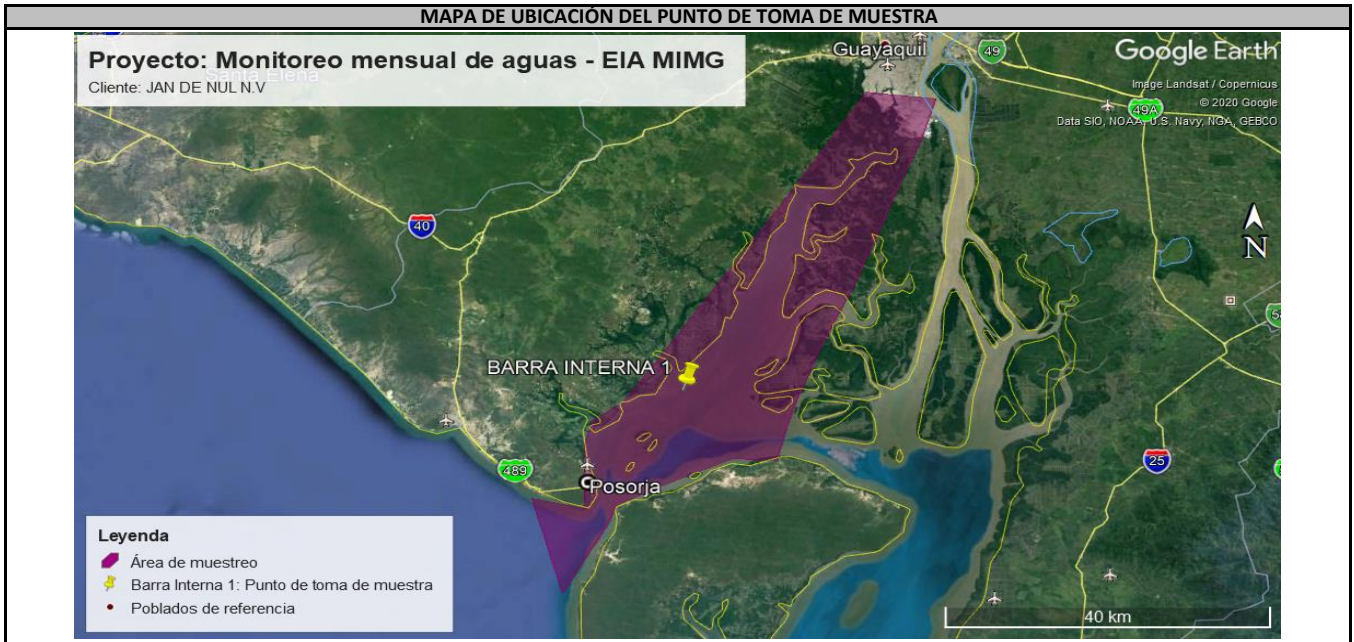 MAPA DE UBICACIÓN DEL PUNTO DE TOMA DE MUESTRA
Proyecto: Monitoreo mensual de aguas - EIA MIMG
Santa Elena
Cliente: JAN DE NUL N.V
Guayaquil
49
Google Earth
Image Landsat / Copernicus
© 2020 Google
Data SIO, NOAA, U.S. Navy, NGA, GEBCO
49A
40
N
BARRA INTERNA 1
489
Posorja
25
Leyenda
Área de muestreo
Barra Interna 1: Punto de toma de muestra
Poblados de referencia
40 km